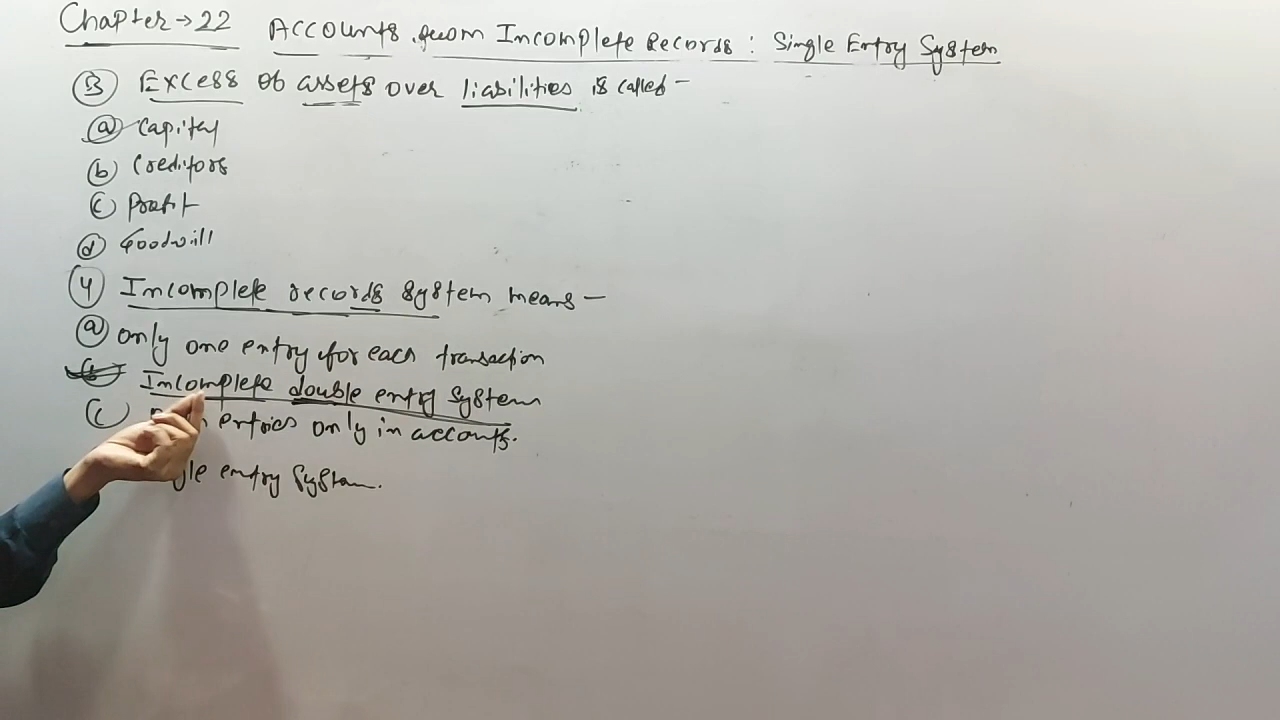 Chapter → 22 Accounts from Incomplete Records : Single Entry System
③ Excess of assets over liabilities is called –
ⓐ Capital
ⓑ Creditors
ⓒ Profit
ⓓ Goodwill
④ Incomplete records system means –
ⓐ only one entry for each transaction
ⓑ Incomplete double entry system
ⓒ entries only in accounts.
entry system.